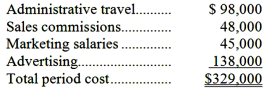 Administrative travel.......... $ 98,000
Sales commissions.............. 48,000
Marketing salaries .............. 45,000
Advertising......................... 138,000
Total period cost................. $329,000